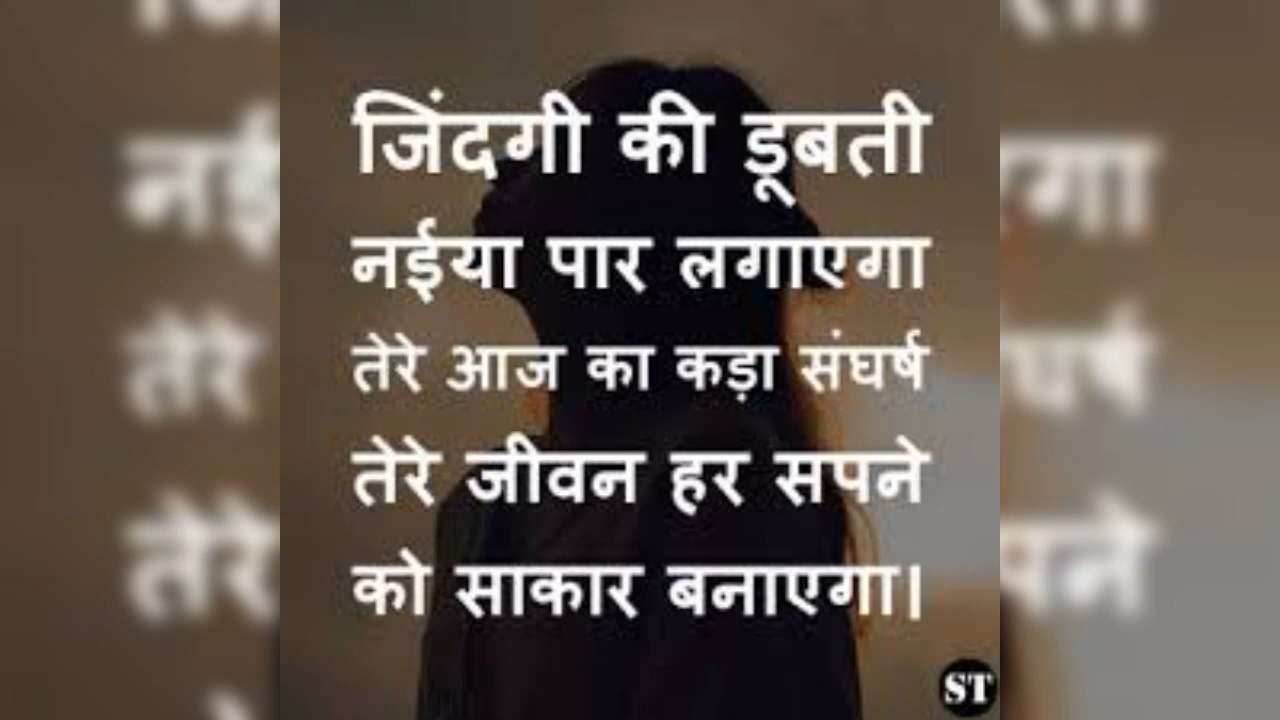 जिंदगी की डूबती
नईया पार लगाएगा
तेरे आज का कड़ा संघर्ष
तेरे जीवन हर सपने
को साकार बनाएगा।
ST